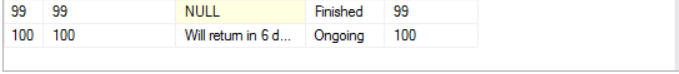 99 99 NULL Finished 99
100 100 Will return in 6 d... Ongoing 100